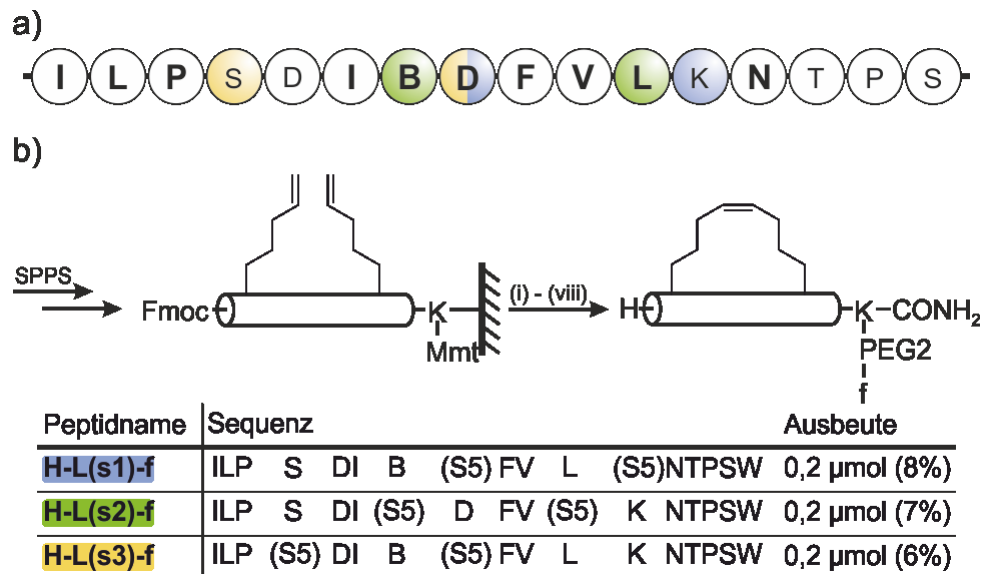 a)
I L P S D I B D F V L K N T P S
b)
SPPS
Fmoc K Mmt
(i) - (viii)
H K CONH2
PEG2
f
Peptidname Sequenz Ausbeute
H-L(s1)-f ILP S DI B (S5) FV L (S5)NTPSW 0,2 µmol (8%)
H-L(s2)-f ILP S DI (S5) D FV (S5) K NTPSW 0,2 µmol (7%)
H-L(s3)-f ILP (S5) DI B (S5) FV L K NTPSW 0,2 µmol (6%)